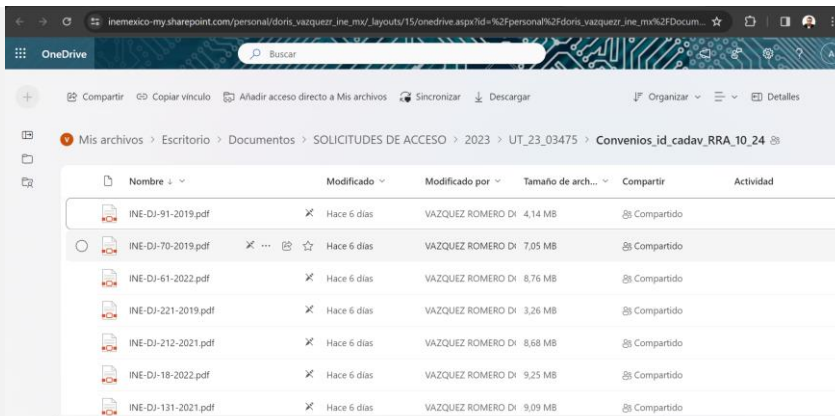 inemexico-my.sharepoint.com/personal/doris_vazquezr_ine_mx/_layouts/15/onedrive.aspx?id=%2Fpersonal%2Fdoris_vazquezr_ine_mx%2FDocum...
OneDrive Buscar
Compartir Copiar vínculo Añadir acceso directo a Mis archivos Sincronizar Descargar Organizar Detalles
V Mis archivos > Escritorio > Documentos > SOLICITUDES DE ACCESO > 2023 > UT_23_03475 > Convenios_id_cadav_RRA_10_24
Nombre Modificado Modificado por Tamaño de arch... Compartir Actividad
INE-DJ-91-2019.pdf Hace 6 días VAZQUEZ ROMERO D 4,14 MB Compartido
INE-DJ-70-2019.pdf Hace 6 días VAZQUEZ ROMERO D 7,05 MB Compartido
INE-DJ-61-2022.pdf Hace 6 días VAZQUEZ ROMERO D 8,76 MB Compartido
INE-DJ-221-2019.pdf Hace 6 días VAZQUEZ ROMERO D 3,26 MB Compartido
INE-DJ-212-2021.pdf Hace 6 días VAZQUEZ ROMERO D 8,68 MB Compartido
INE-DJ-18-2022.pdf Hace 6 días VAZQUEZ ROMERO D 9,25 MB Compartido
INE-DJ-131-2021.pdf Hace 6 días VAZQUEZ ROMERO D 9,09 MB Compartido